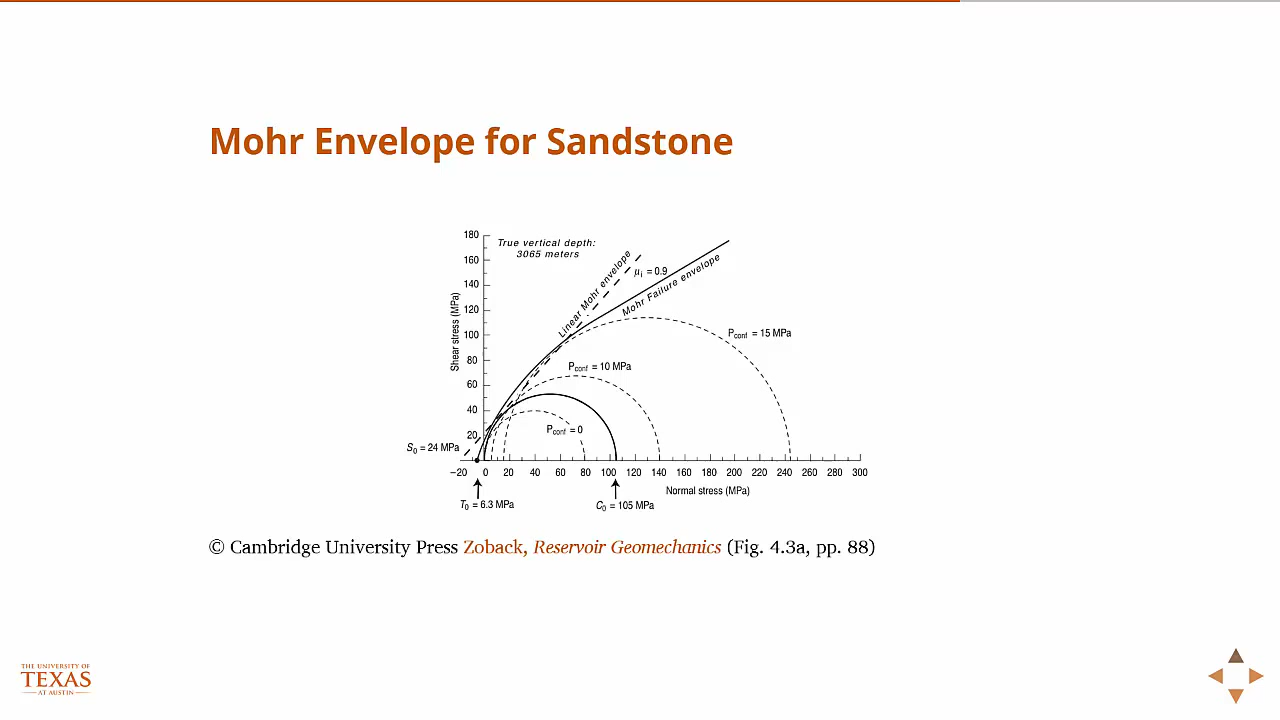 Mohr Envelope for Sandstone
180
160
140
120
100
80
60
40
20
Shear stress (MPa)
True vertical depth:
3065 meters
Linear Mohr envelope
μi = 0.9
Mohr Failure envelope
Pconf = 15 MPa
Pconf = 10 MPa
Pconf = 0
S0 = 24 MPa
−20 0 20 40 60 80 100 120 140 160 180 200 220 240 260 280 300
Normal stress (MPa)
T0 = 6.3 MPa
C0 = 105 MPa
© Cambridge University Press Zoback, Reservoir Geomechanics (Fig. 4.3a, pp. 88)
THE UNIVERSITY OF
TEXAS
AT AUSTIN